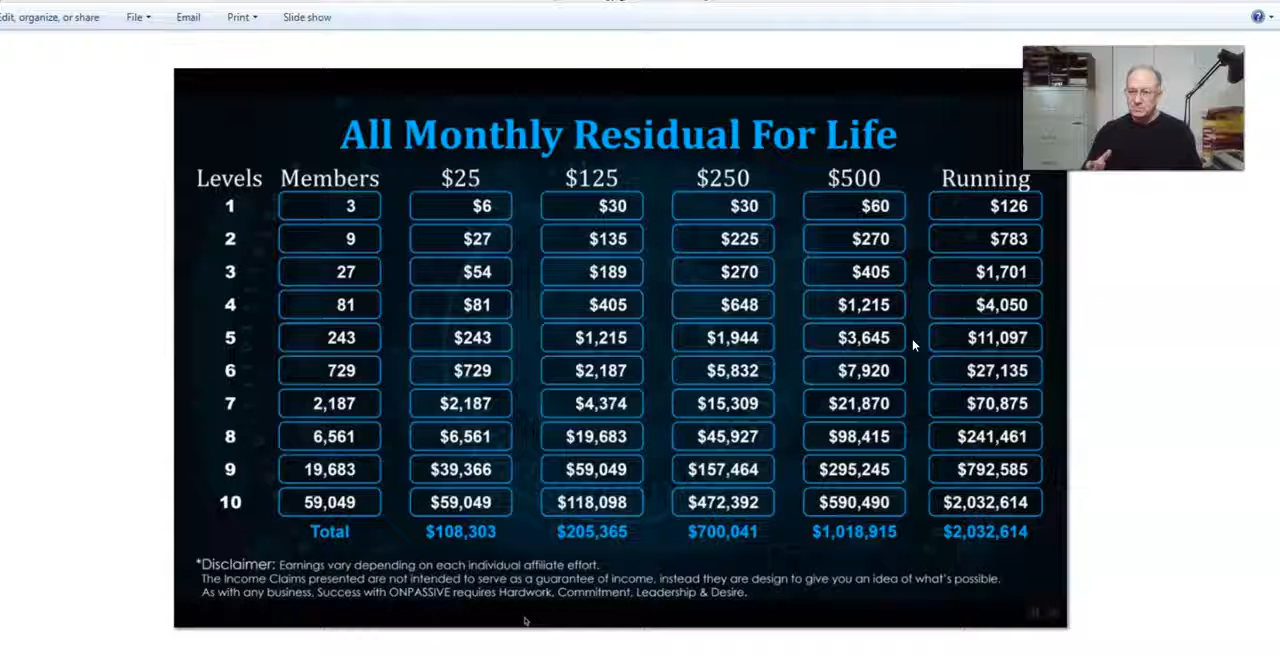 Edit, organize, or share File Email Print Slide show
All Monthly Residual For Life
Levels Members $25 $125 $250 $500 Running
1 3 $6 $30 $30 $60 $126
2 9 $27 $135 $225 $270 $783
3 27 $54 $189 $270 $405 $1,701
4 81 $81 $405 $648 $1,215 $4,050
5 243 $243 $1,215 $1,944 $3,645 $11,097
6 729 $729 $2,187 $5,832 $7,920 $27,135
7 2,187 $2,187 $4,374 $15,309 $21,870 $70,875
8 6,561 $6,561 $19,683 $45,927 $98,415 $241,461
9 19,683 $39,366 $59,049 $157,464 $295,245 $792,585
10 59,049 $59,049 $118,098 $472,392 $590,490 $2,032,614
Total $108,303 $205,365 $700,041 $1,018,915 $2,032,614
*Disclaimer: Earnings vary depending on each individual affiliate effort.
The Income Claims presented are not intended to serve as a guarantee of income, instead they are design to give you an idea of what's possible.
As with any business, Success with ONPASSIVE requires Hardwork, Commitment, Leadership & Desire.